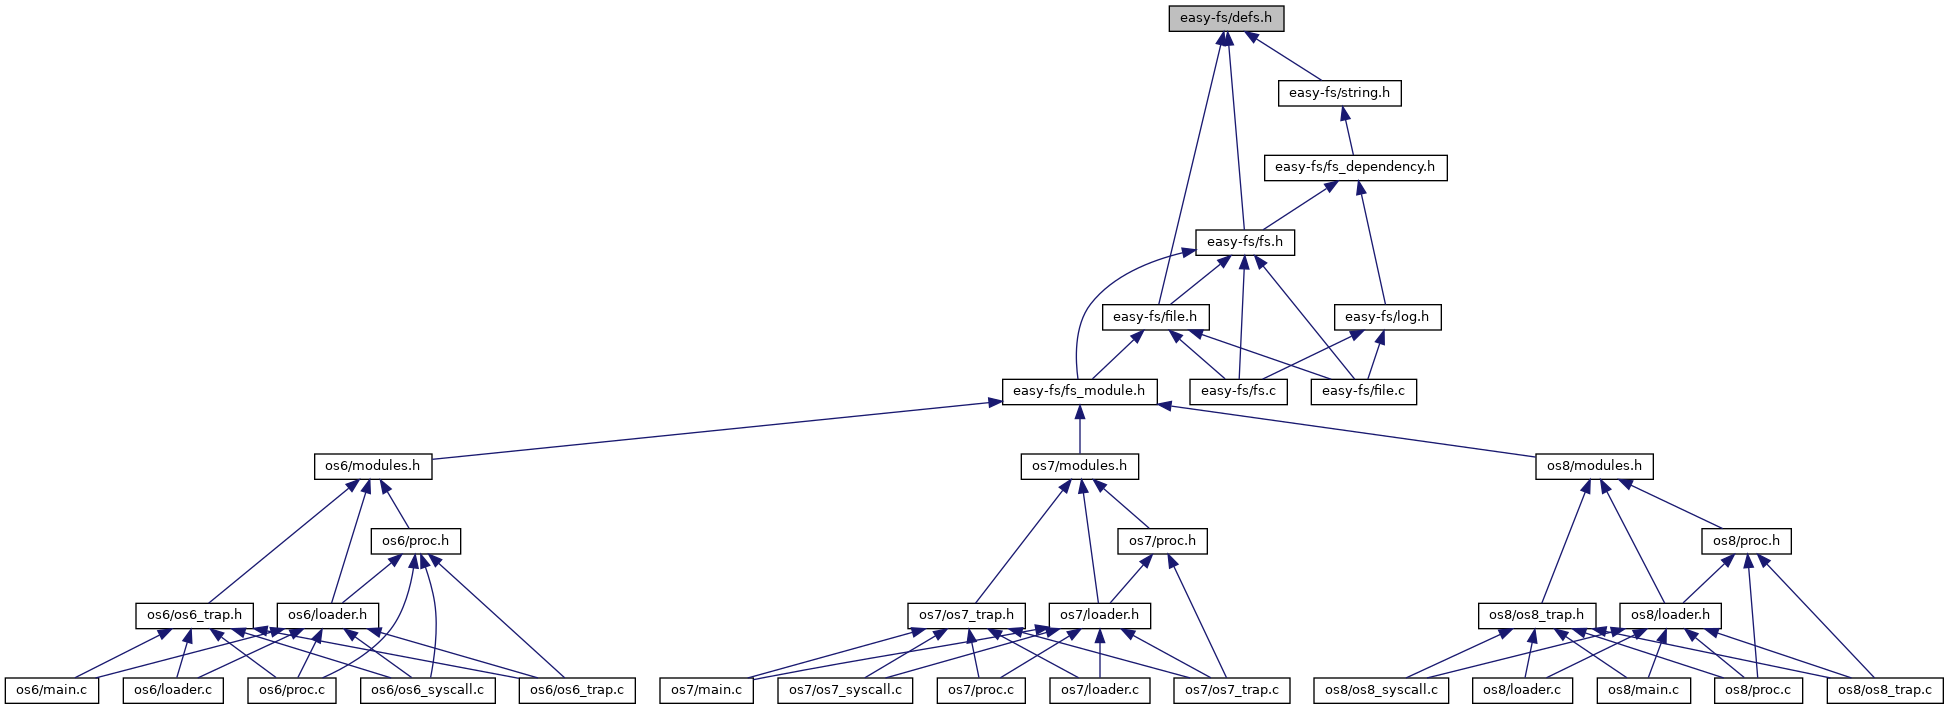 easy-fs/defs.h
easy-fs/string.h
easy-fs/fs_dependency.h
easy-fs/fs.h
easy-fs/file.h
easy-fs/log.h
easy-fs/fs_module.h
easy-fs/fs.c
easy-fs/file.c
os6/modules.h
os7/modules.h
os8/modules.h
os6/proc.h
os7/proc.h
os8/proc.h
os6/os6_trap.h
os6/loader.h
os7/os7_trap.h
os7/loader.h
os8/os8_trap.h
os8/loader.h
os6/main.c
os6/loader.c
os6/proc.c
os6/os6_syscall.c
os6/os6_trap.c
os7/main.c
os7/os7_syscall.c
os7/proc.c
os7/loader.c
os7/os7_trap.c
os8/os8_syscall.c
os8/loader.c
os8/main.c
os8/proc.c
os8/os8_trap.c